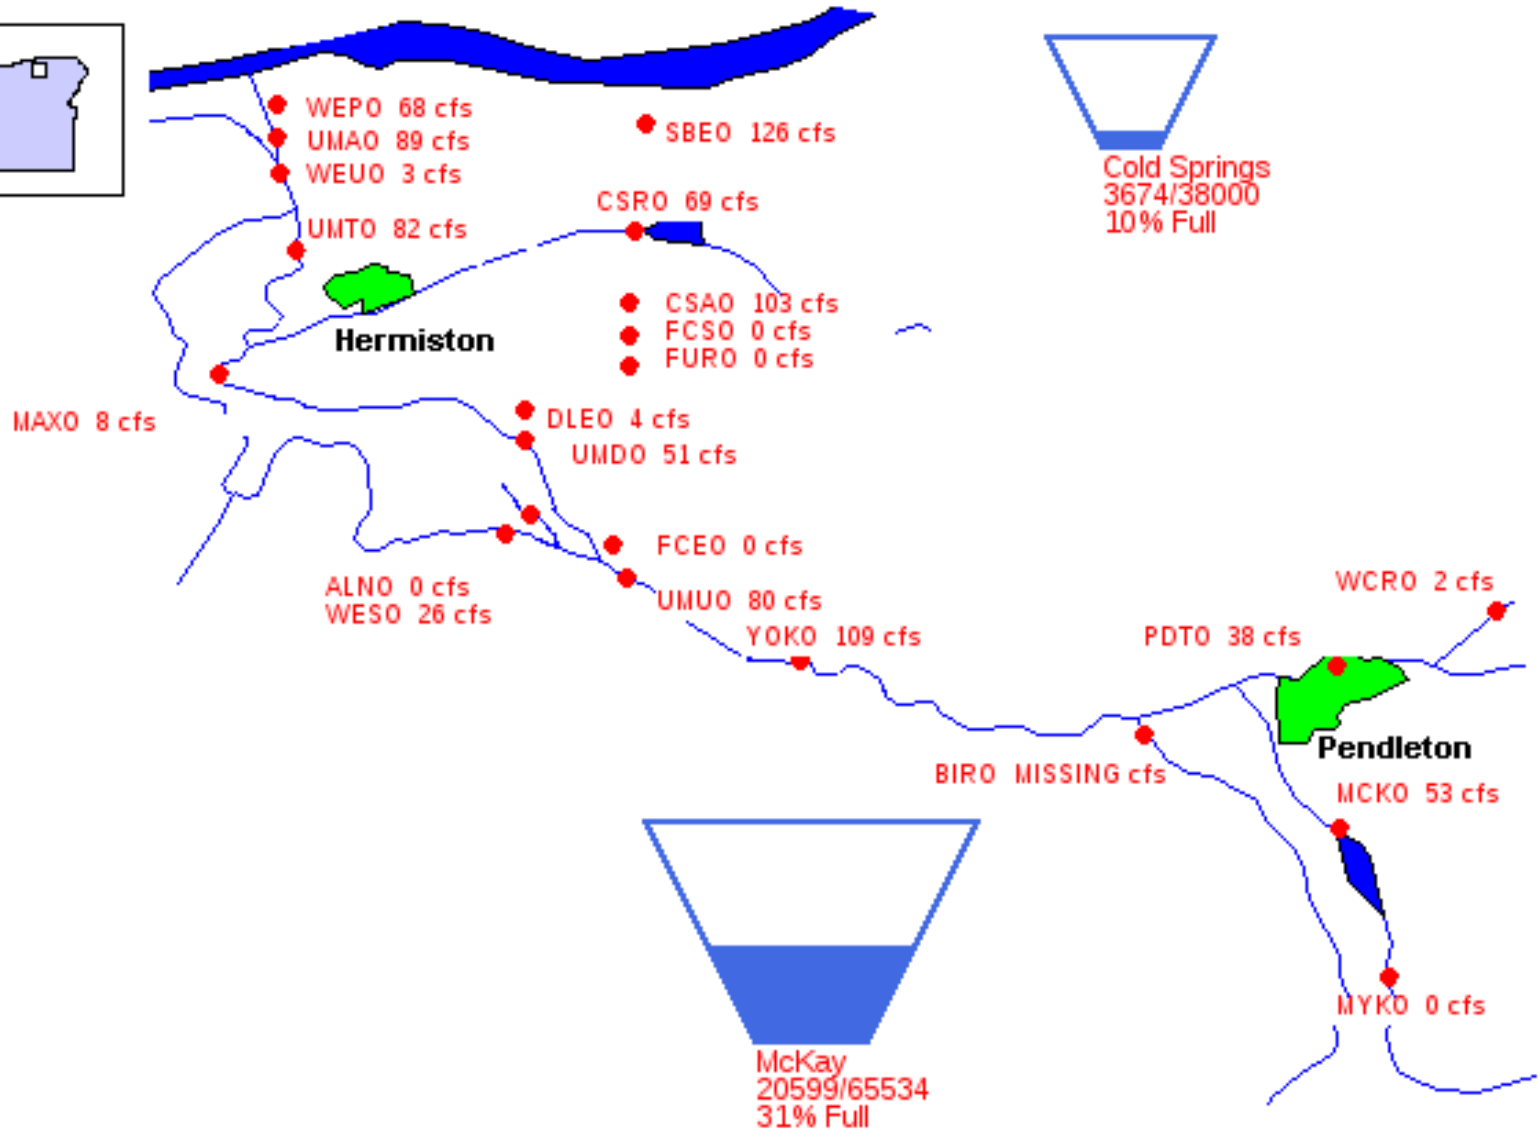 WEPO 68 cfs
UMAO 89 cfs
WEUO 3 cfs
SBEO 126 cfs
Cold Springs
3674/38000
10% Full
CSRO 69 cfs
UMTO 82 cfs
CSAO 103 cfs
FCSO 0 cfs
FURO 0 cfs
Hermiston
MAXO 8 cfs
DLEO 4 cfs
UMDO 51 cfs
FCEO 0 cfs
ALNO 0 cfs
WESO 26 cfs
UMUO 80 cfs
YOKO 109 cfs
WCRO 2 cfs
PDTO 38 cfs
Pendleton
BIRO MISSING cfs
MCKO 53 cfs
MYKO 0 cfs
McKay
20599/65534
31% Full